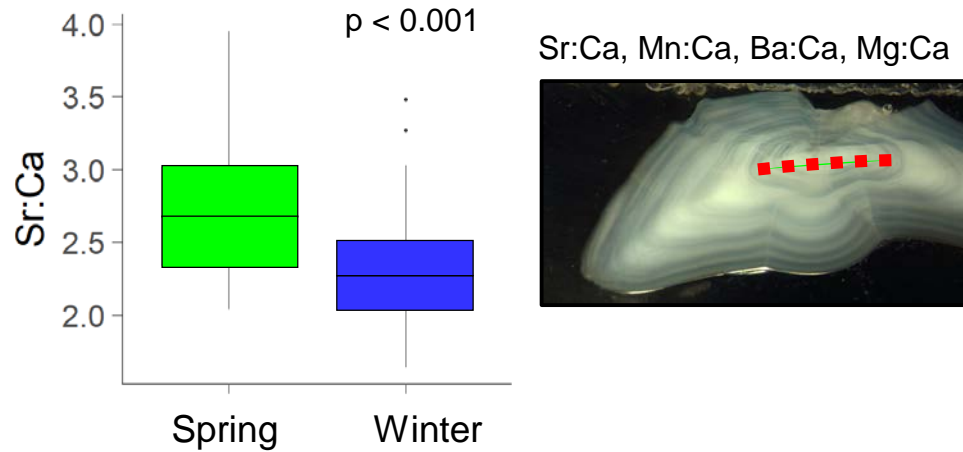 p < 0.001
Sr:Ca, Mn:Ca, Ba:Ca, Mg:Ca
Sr:Ca
4.0
3.5
3.0
2.5
2.0
Spring
Winter